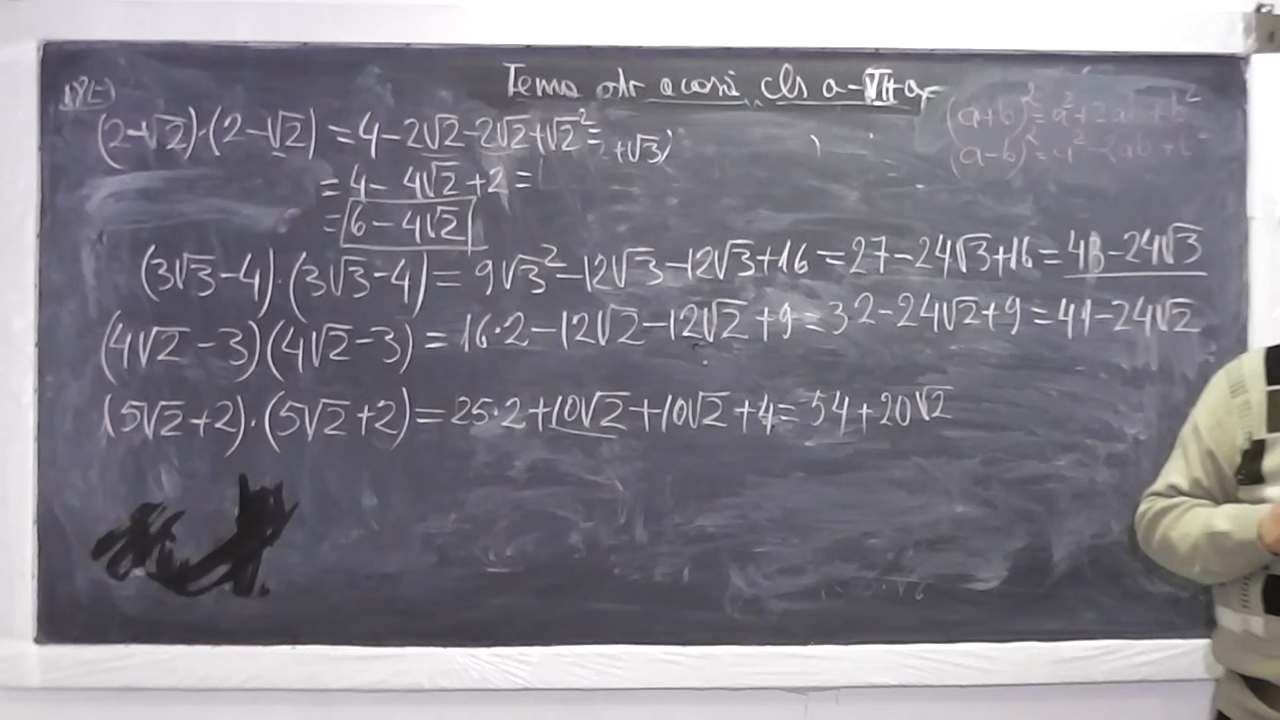 Tema ptr acasă, cls a-VII-a
(a+b)²=a²+2ab+b²
(a-b)²=a²-2ab+b²
(2-√2)·(2-√2)=4-2√2-2√2+√2²=
+√3)
=4-4√2+2=
=6-4√2
(3√3-4)·(3√3-4)=9√3²-12√3-12√3+16=27-24√3+16=43-24√3
(4√2-3)(4√2-3)=16·2-12√2-12√2+9=32-24√2+9=41-24√2
(5√2+2)·(5√2+2)=25·2+10√2+10√2+4=54+20√2